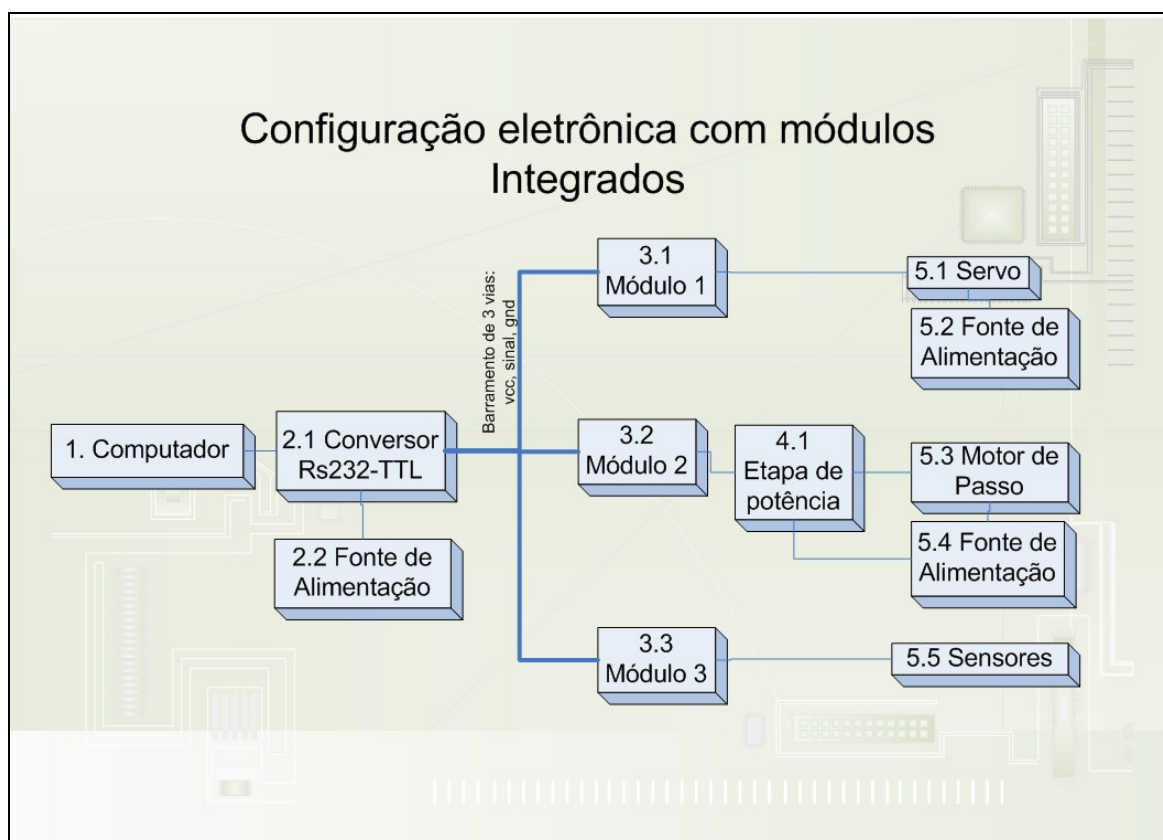 Configuração eletrônica com módulos
Integrados
Barramento de 3 vias:
vcc, sinal, gnd
1. Computador
2.1 Conversor
Rs232-TTL
2.2 Fonte de
Alimentação
3.1
Módulo 1
5.1 Servo
5.2 Fonte de
Alimentação
3.2
Módulo 2
4.1
Etapa de
potência
5.3 Motor de
Passo
5.4 Fonte de
Alimentação
3.3
Módulo 3
5.5 Sensores